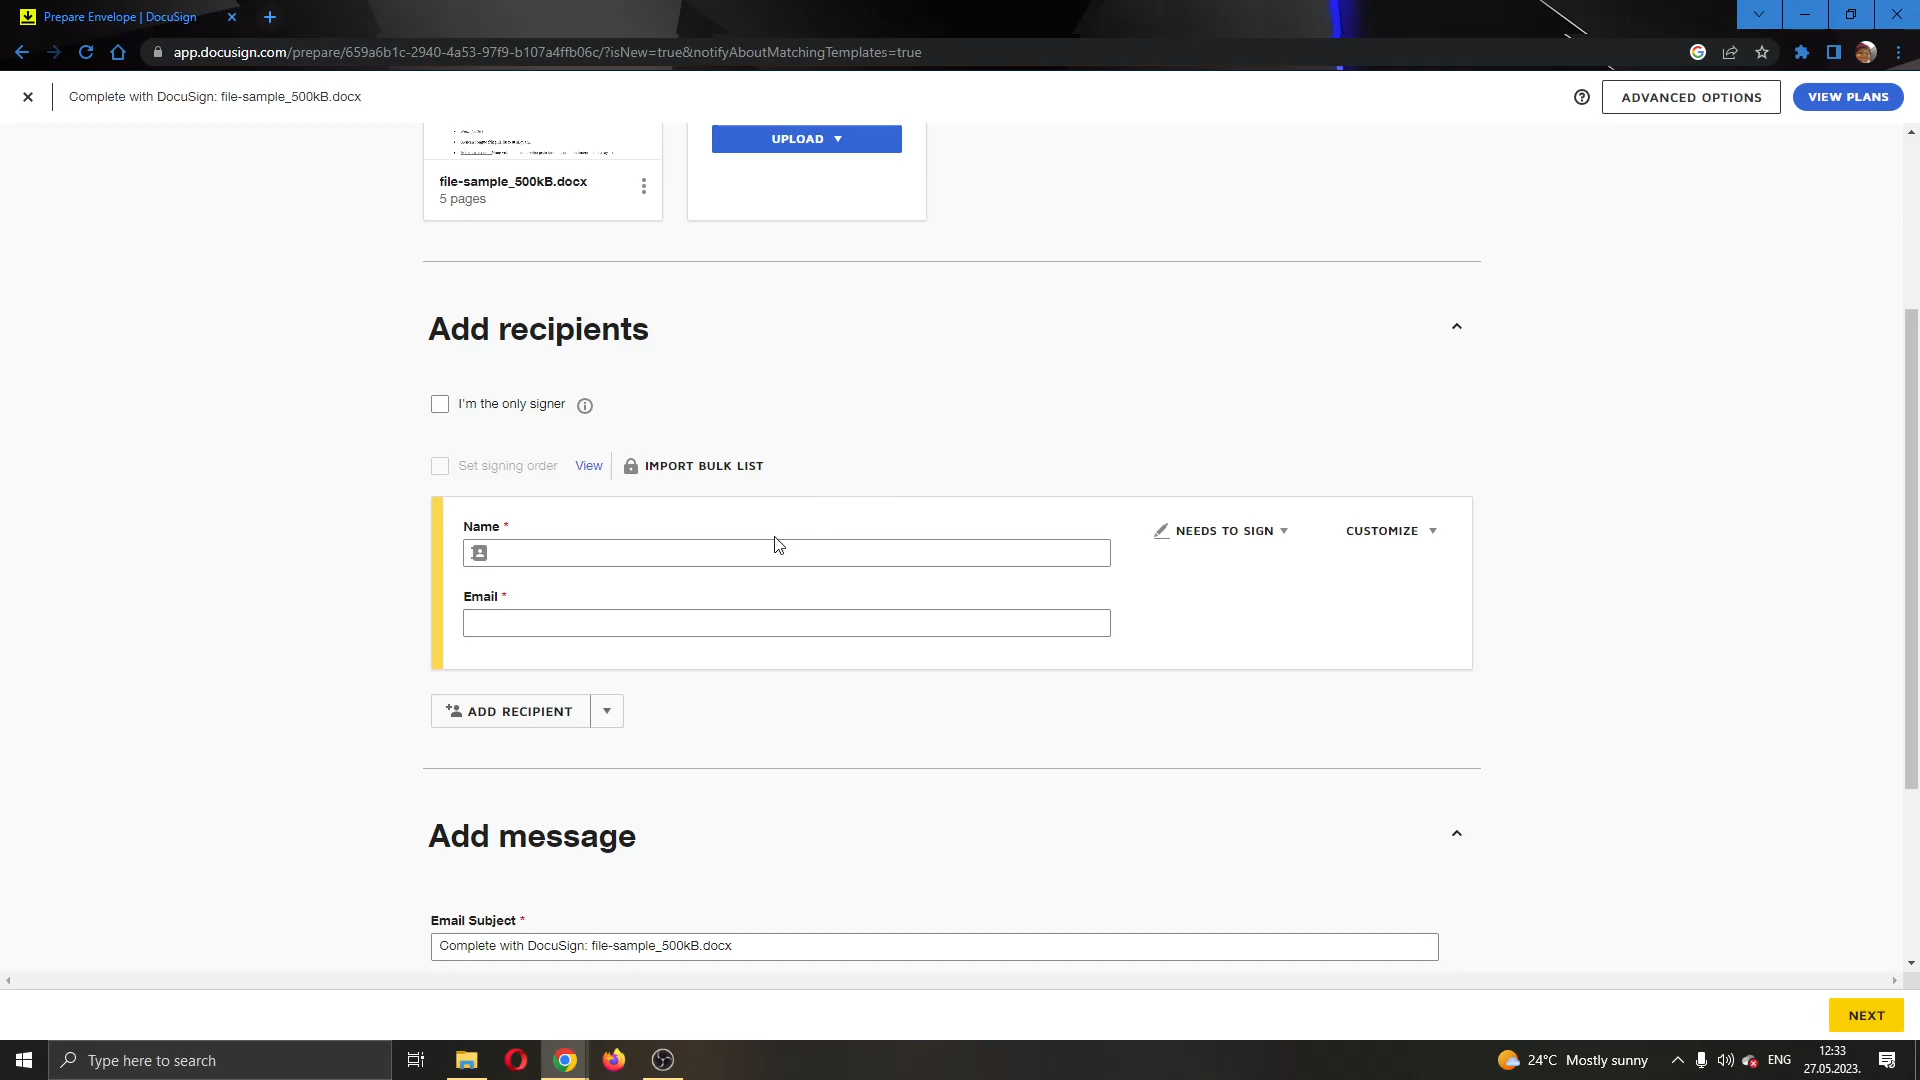 Prepare Envelope | DocuSign
app.docusign.com/prepare/659a6b1c-2940-4a53-97f9-b107a4ffb06c/?isNew=true&notifyAboutMatchingTemplates=true
Complete with DocuSign: file-sample_500kB.docx
ADVANCED OPTIONS
VIEW PLANS
UPLOAD
file-sample_500kB.docx
5 pages
Add recipients
I'm the only signer
Set signing order View IMPORT BULK LIST
Name *
NEEDS TO SIGN
CUSTOMIZE
Email *
ADD RECIPIENT
Add message
Email Subject *
Complete with DocuSign: file-sample_500kB.docx
NEXT
Type here to search
24°C Mostly sunny
ENG
12:33
27.05.2023.